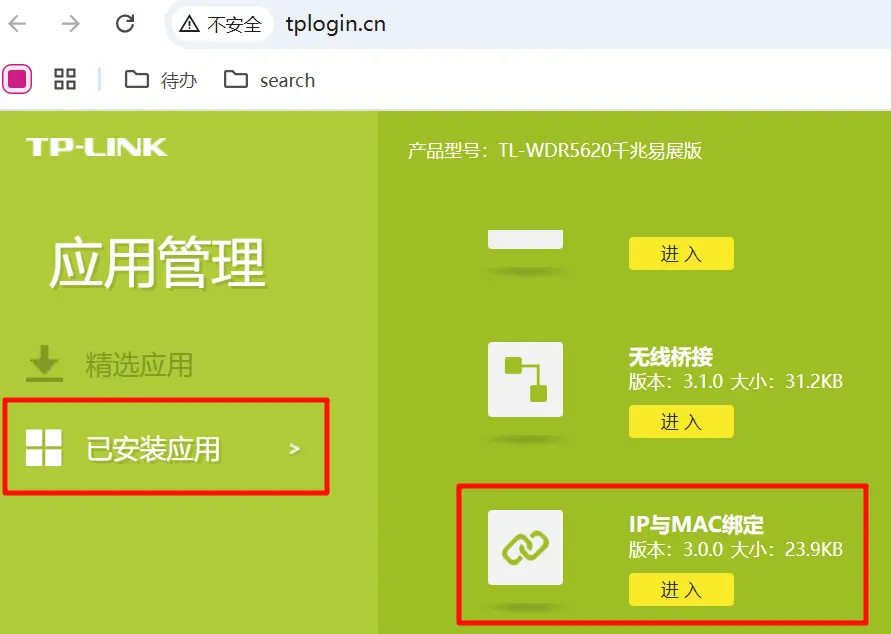 不安全 tplogin.cn
待办 search
TP-LINK
产品型号：TL-WDR5620千兆易展版
应用管理
精选应用
已安装应用 >
进 入
无线桥接
版本：3.1.0 大小：31.2KB
进 入
IP与MAC绑定
版本：3.0.0 大小：23.9KB
进 入